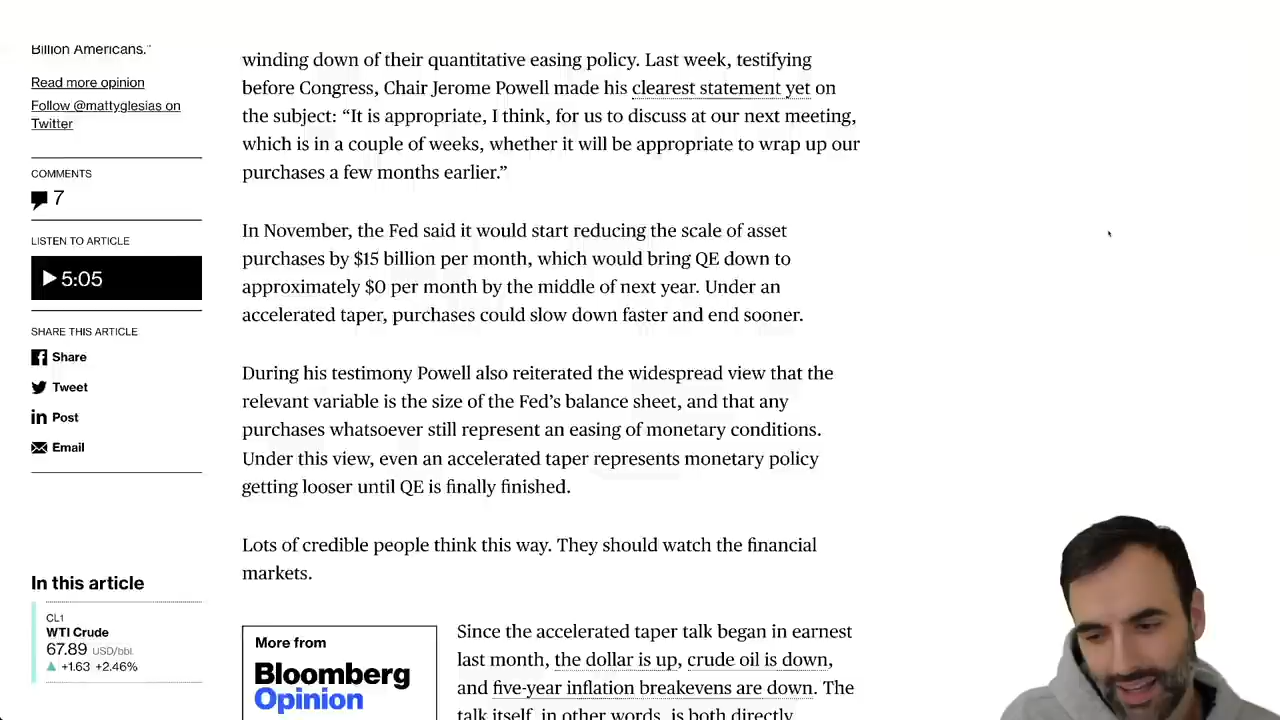 Billion Americans."
Read more opinion
Follow @mattyglesias on
Twitter
COMMENTS
7
LISTEN TO ARTICLE
5:05
SHARE THIS ARTICLE
Share
Tweet
Post
Email
In this article
CL1
WTI Crude
67.89 USD/bbl.
+1.63 +2.46%
winding down of their quantitative easing policy. Last week, testifying
before Congress, Chair Jerome Powell made his clearest statement yet on
the subject: “It is appropriate, I think, for us to discuss at our next meeting,
which is in a couple of weeks, whether it will be appropriate to wrap up our
purchases a few months earlier.”
In November, the Fed said it would start reducing the scale of asset
purchases by $15 billion per month, which would bring QE down to
approximately $0 per month by the middle of next year. Under an
accelerated taper, purchases could slow down faster and end sooner.
During his testimony Powell also reiterated the widespread view that the
relevant variable is the size of the Fed’s balance sheet, and that any
purchases whatsoever still represent an easing of monetary conditions.
Under this view, even an accelerated taper represents monetary policy
getting looser until QE is finally finished.
Lots of credible people think this way. They should watch the financial
markets.
More from
Bloomberg
Opinion
Since the accelerated taper talk began in earnest
last month, the dollar is up, crude oil is down,
and five-year inflation breakevens are down. The
talk itself, in other words, is both directly